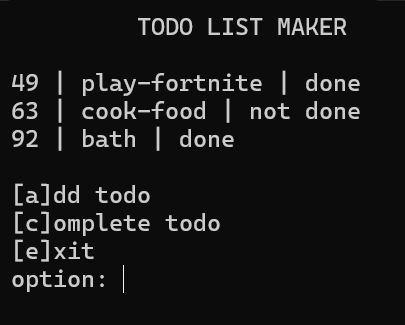 TODO LIST MAKER
49 | play-fortnite | done
63 | cook-food | not done
92 | bath | done
[a]dd todo
[c]omplete todo
[e]xit
option: